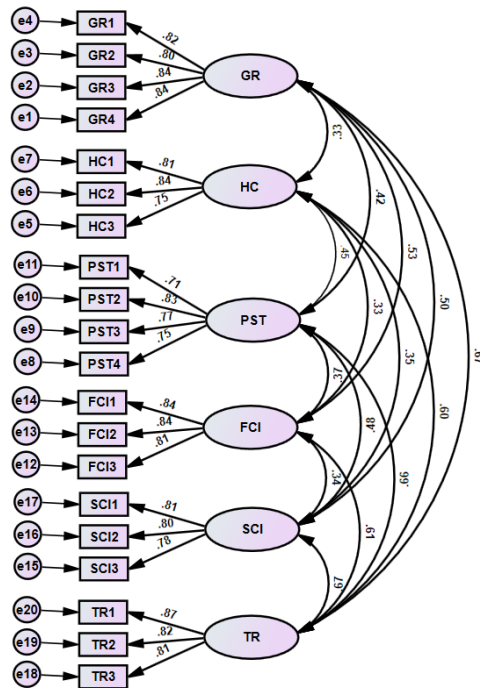 e4 GR1 .82
e3 GR2 .80
e2 GR3 .84
e1 GR4 .84
GR
.33
e7 HC1 .81
e6 HC2 .84
e5 HC3 .75
HC
.42
.45
.53
.33
.50
.35
.67
e11 PST1 .71
e10 PST2 .83
e9 PST3 .77
e8 PST4 .75
PST
.37
.48
.60
e14 FCI1 .84
e13 FCI2 .84
e12 FCI3 .81
FCI
.34
.66
.61
e17 SCI1 .81
e16 SCI2 .80
e15 SCI3 .78
SCI
.67
e20 TR1 .87
e19 TR2 .82
e18 TR3 .81
TR